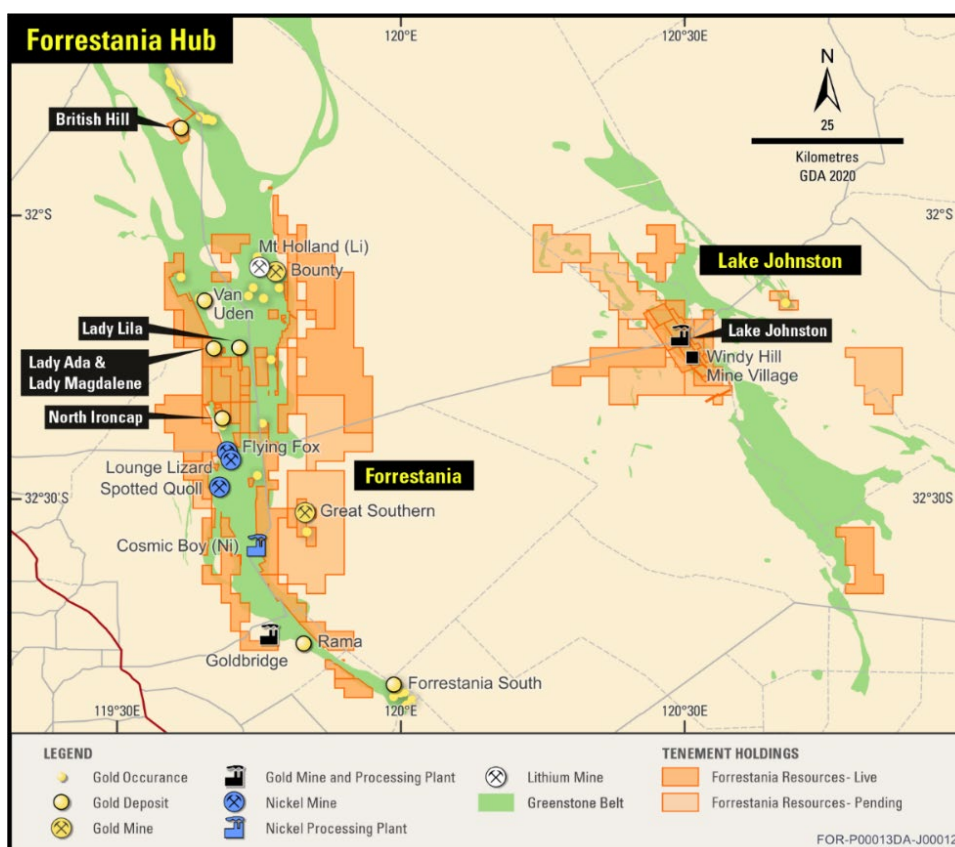 Forrestania Hub
120°E
120°30E
N
25
Kilometres
GDA 2020
British Hill
32°S
32°S
Mt Holland (Li)
Bounty
Van
Uden
Lake Johnston
Lady Lila
Lake Johnston
Lady Ada &
Lady Magdalene
Windy Hill
Mine Village
North Ironcap
Flying Fox
Lounge Lizard
Spotted Quoll
Forrestania
32°30S
32°30'S
Great Southern
Cosmic Boy (Ni)
Rama
Goldbridge
Forrestania South
119°30E
120°E
120°30E
LEGEND
Gold Occurance
Gold Deposit
Gold Mine
Gold Mine and Processing Plant
Nickel Mine
Nickel Processing Plant
Lithium Mine
Greenstone Belt
TENEMENT HOLDINGS
Forrestania Resources- Live
Forrestania Resources- Pending
FOR-P00013DA-J00012